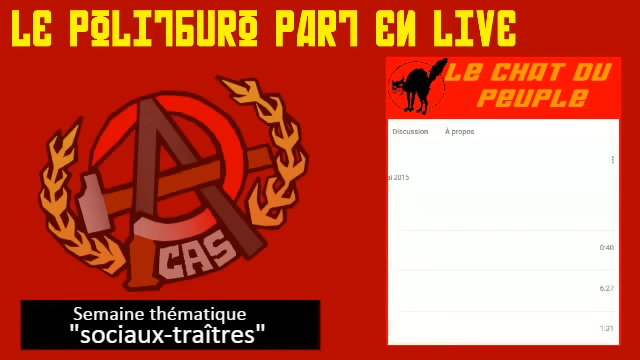 LE POLITBURO PART EN LIVE
LE CHAT DU
PEUPLE
Discussion À propos
al 2015
0:40
6:27
1:31
CAS
Semaine thématique
"sociaux-traîtres"